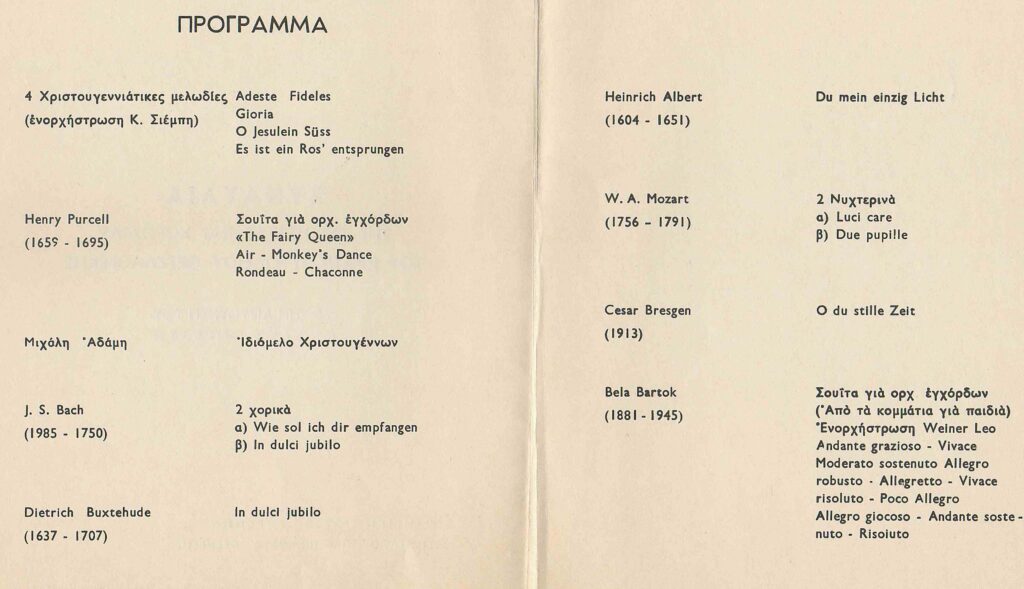 ΠΡΟΓΡΑΜΜΑ
4 Χριστουγεννιάτικες μελωδίες Adeste Fideles
(ἐνορχήστρωση Κ. Σιέμπη) Gioria
O Jesulein Süss
Es ist ein Ros' entsprungen
Henry Purcell Σουΐτα γιὰ ορχ. ἐγχόρδων
(1659 - 1695) «The Fairy Queen»
Air - Monkey's Dance
Rondeau - Chaconne
Μιχάλη Ἀδάμη Ἰδιόμελο Χριστουγέννων
J. S. Bach 2 χορικὰ
(1985 - 1750) α) Wie sol ich dir empfangen
β) In dulci jubilo
Dietrich Buxtehude In dulci jubilo
(1637 - 1707)
Heinrich Albert Du mein einzig Licht
(1604 - 1651)
W. A. Mozart 2 Νυχτερινὰ
(1756 - 1791) α) Luci care
β) Due pupille
Cesar Bresgen O du stille Zeit
(1913)
Bela Bartok Σουΐτα γιὰ ορχ ἐγχόρδων
(1881 - 1945) (Ἀπὸ τὰ κομμάτια γιὰ παιδιὰ)
Ἐνορχήστρωση Weiner Leo
Andante grazioso - Vivace
Moderato sostenuto Allegro
robusto - Allegretto - Vivace
risoluto - Poco Allegro
Allegro giocoso - Andante soste-
nuto - Risoiuto